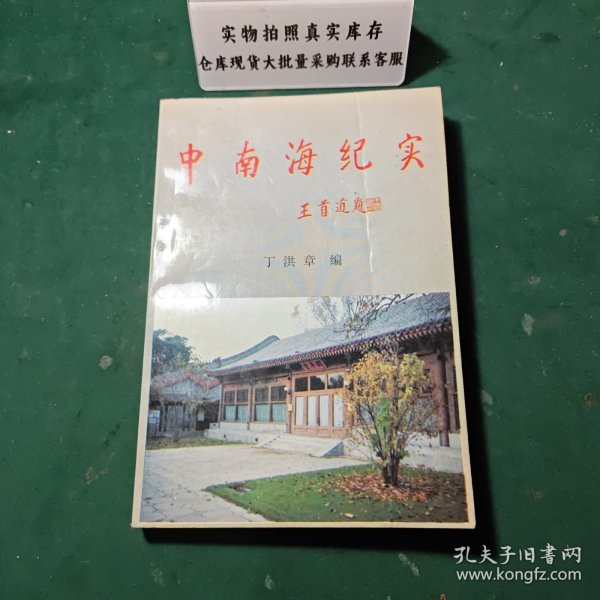 实物拍照真实库存
仓库现货大批量采购联系客服
中南海纪实
王首道题
丁洪章 编
孔夫子旧書网
www.kongfz.com